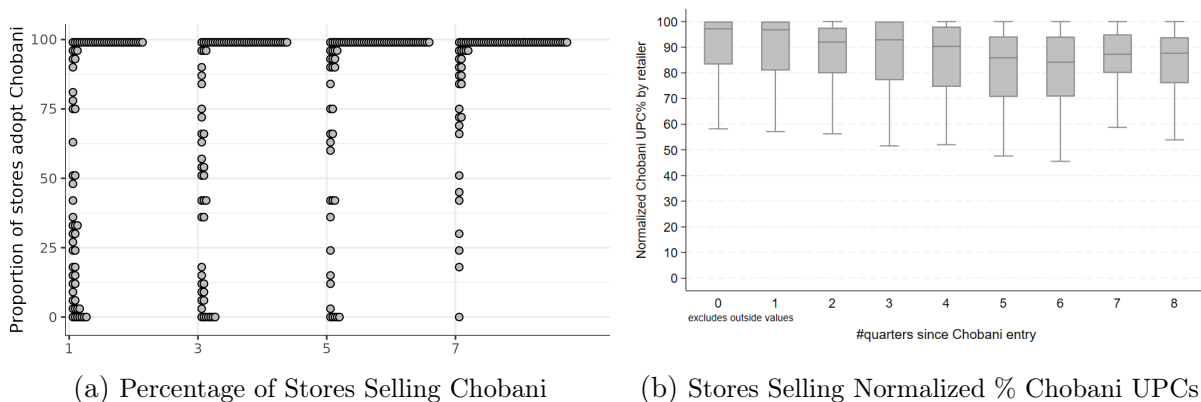 Proportion of stores adopt Chobani
100
75
50
25
0
1 3 5 7
(a) Percentage of Stores Selling Chobani
Normalized Chobani UPC% by retailer
100
90
80
70
60
50
40
30
20
10
0
0 1 2 3 4 5 6 7 8
excludes outside values
#quarters since Chobani entry
(b) Stores Selling Normalized % Chobani UPCs